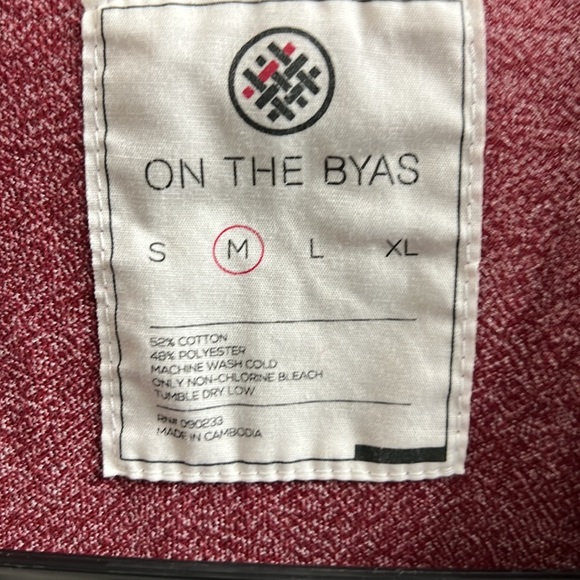 ON THE BYAS
S M L XL
52% COTTON
48% POLYESTER
MACHINE WASH COLD
ONLY NON-CHLORINE BLEACH
TUMBLE DRY LOW
RN# 090233
MADE IN CAMBODIA